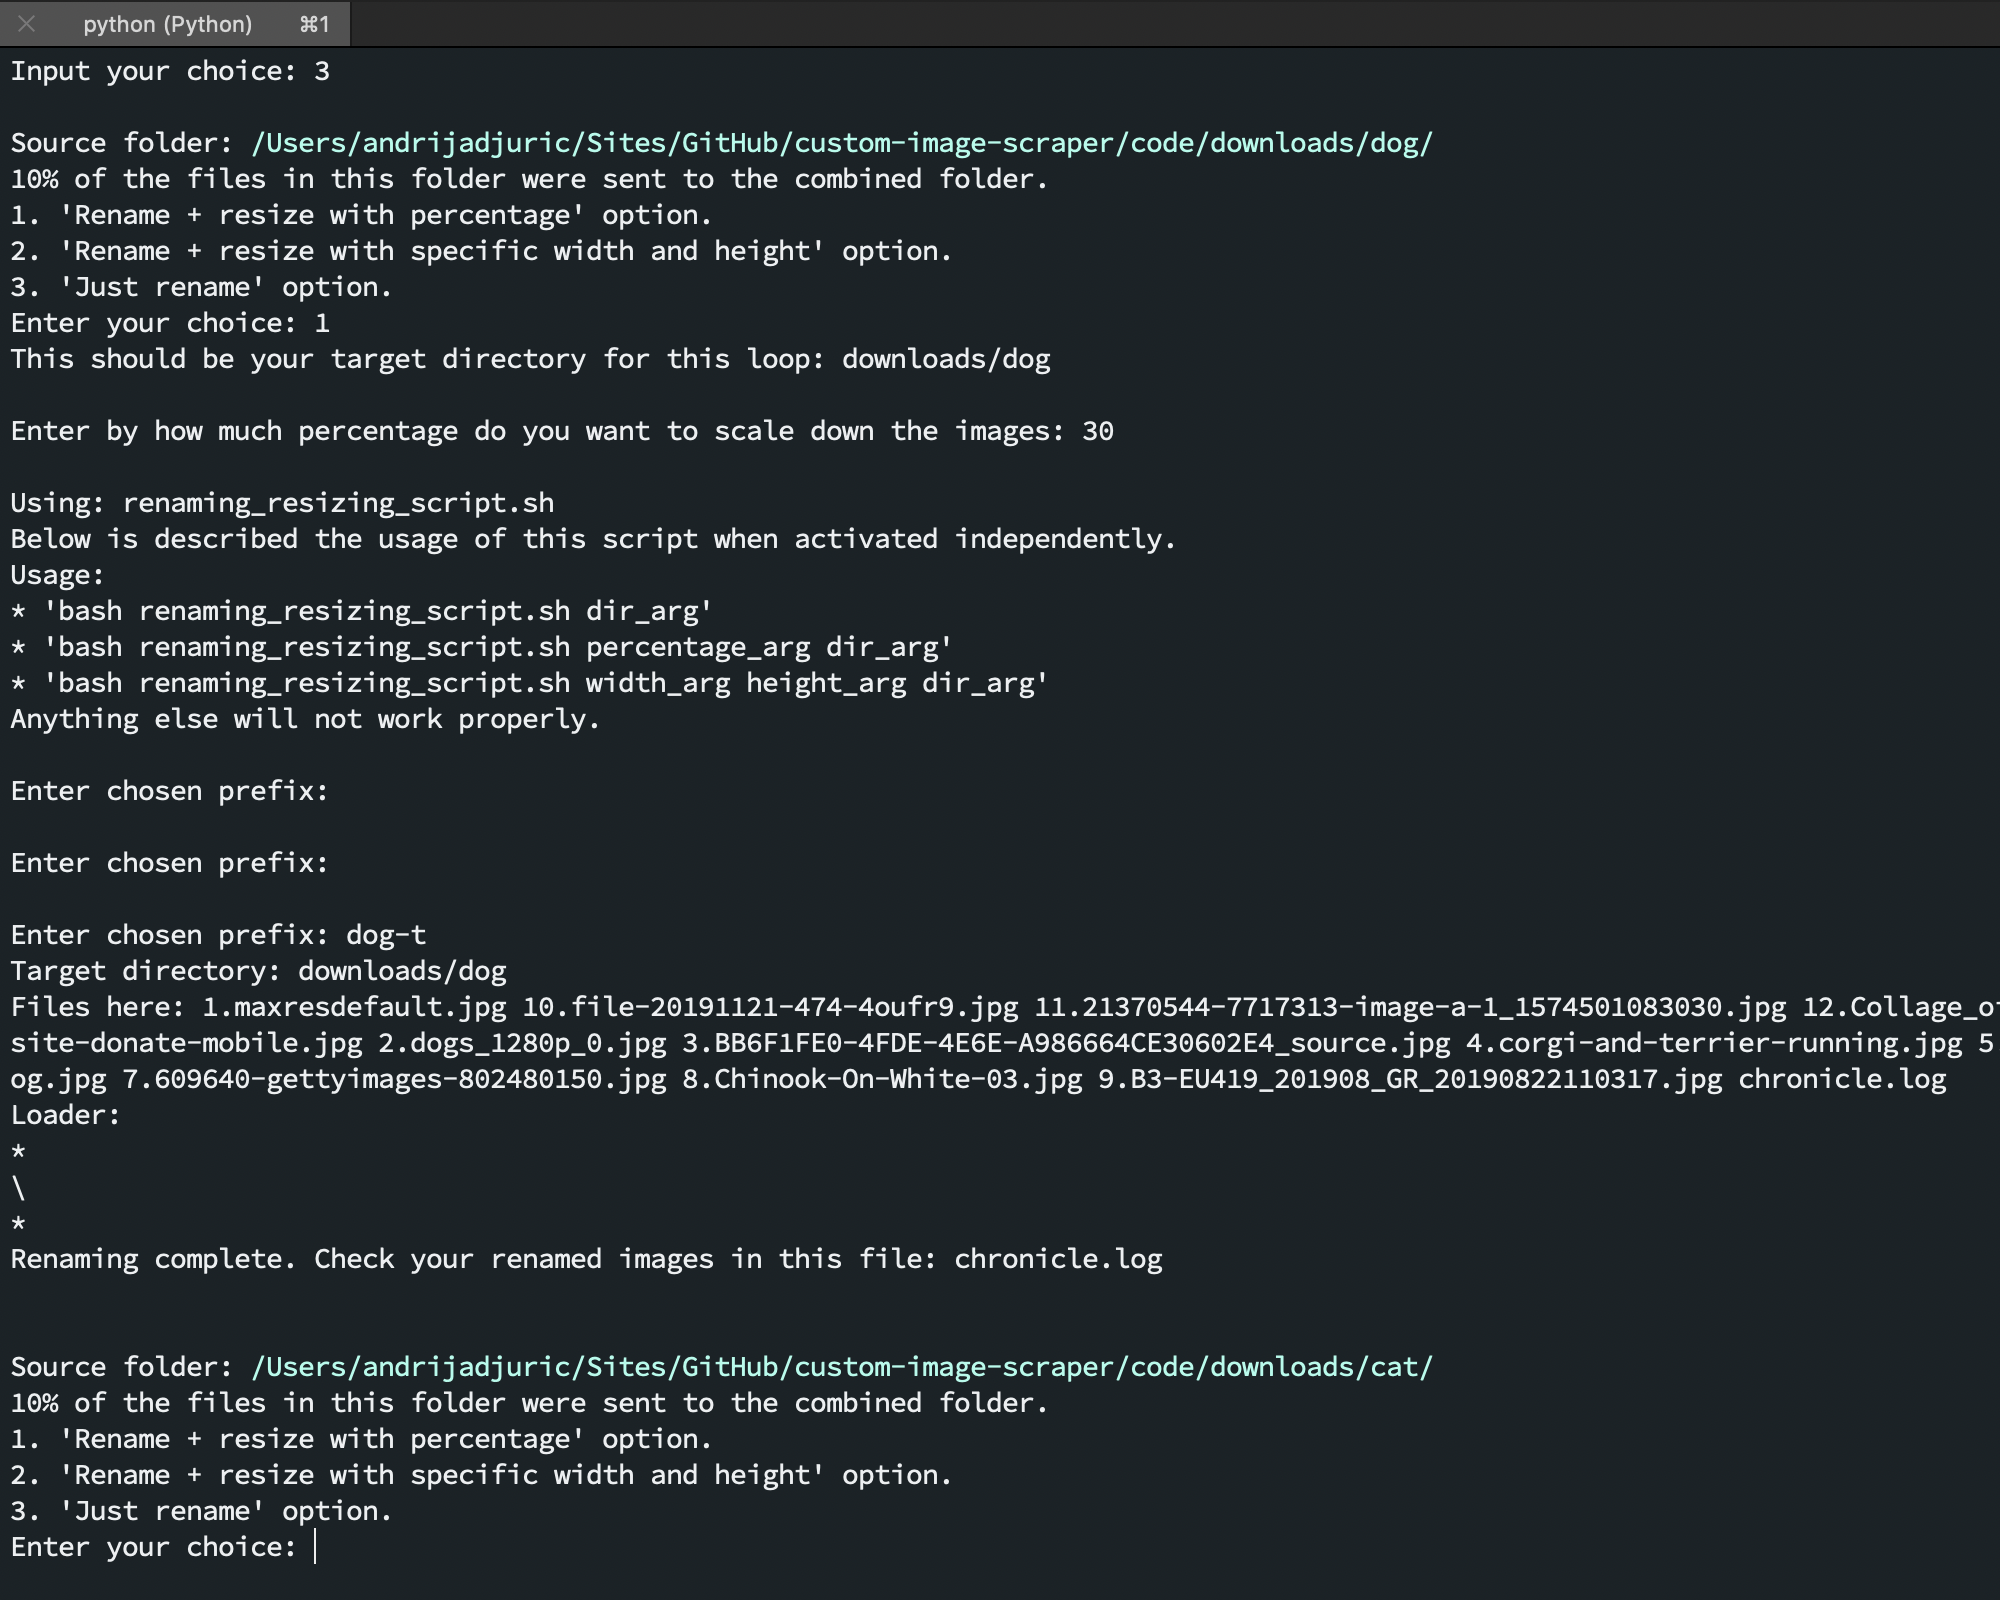 python (Python) ⌘1
Input your choice: 3
Source folder: /Users/andrijadjuric/Sites/GitHub/custom-image-scraper/code/downloads/dog/
10% of the files in this folder were sent to the combined folder.
1. 'Rename + resize with percentage' option.
2. 'Rename + resize with specific width and height' option.
3. 'Just rename' option.
Enter your choice: 1
This should be your target directory for this loop: downloads/dog
Enter by how much percentage do you want to scale down the images: 30
Using: renaming_resizing_script.sh
Below is described the usage of this script when activated independently.
Usage:
* 'bash renaming_resizing_script.sh dir_arg'
* 'bash renaming_resizing_script.sh percentage_arg dir_arg'
* 'bash renaming_resizing_script.sh width_arg height_arg dir_arg'
Anything else will not work properly.
Enter chosen prefix:
Enter chosen prefix:
Enter chosen prefix: dog-t
Target directory: downloads/dog
Files here: 1.maxresdefault.jpg 10.file-20191121-474-4oufr9.jpg 11.21370544-7717313-image-a-1_1574501083030.jpg 12.Collage_of
site-donate-mobile.jpg 2.dogs_1280p_0.jpg 3.BB6F1FE0-4FDE-4E6E-A986664CE30602E4_source.jpg 4.corgi-and-terrier-running.jpg 5
og.jpg 7.609640-gettyimages-802480150.jpg 8.Chinook-On-White-03.jpg 9.B3-EU419_201908_GR_20190822110317.jpg chronicle.log
Loader:
*
\
*
Renaming complete. Check your renamed images in this file: chronicle.log
Source folder: /Users/andrijadjuric/Sites/GitHub/custom-image-scraper/code/downloads/cat/
10% of the files in this folder were sent to the combined folder.
1. 'Rename + resize with percentage' option.
2. 'Rename + resize with specific width and height' option.
3. 'Just rename' option.
Enter your choice: